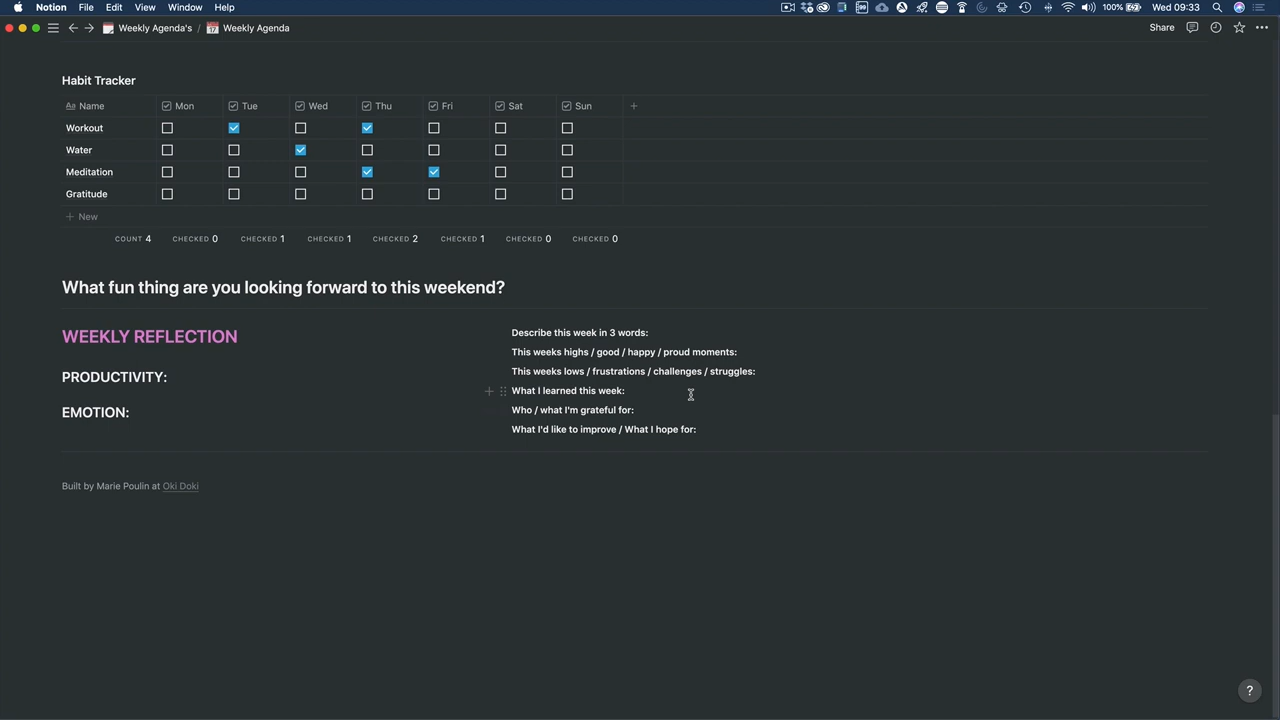 Notion File Edit View Window Help 100% Wed 09:33
Weekly Agenda's / 17 Weekly Agenda Share
Habit Tracker
Aa Name Mon Tue Wed Thu Fri Sat Sun +
Workout
Water
Meditation
Gratitude
+ New
COUNT 4 CHECKED 0 CHECKED 1 CHECKED 1 CHECKED 2 CHECKED 1 CHECKED 0 CHECKED 0
What fun thing are you looking forward to this weekend?
WEEKLY REFLECTION
PRODUCTIVITY:
EMOTION:
Describe this week in 3 words:
This weeks highs / good / happy / proud moments:
This weeks lows / frustrations / challenges / struggles:
What I learned this week:
Who / what I'm grateful for:
What I'd like to improve / What I hope for:
Built by Marie Poulin at Oki Doki
?